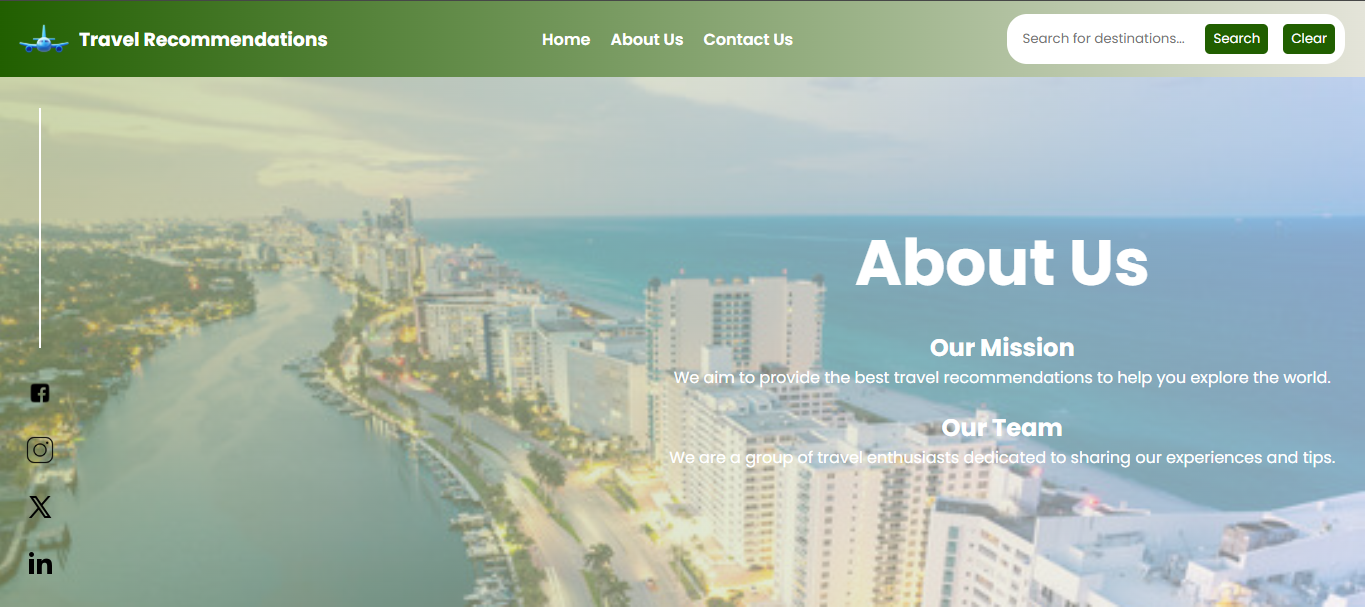 Travel Recommendations
Home
About Us
Contact Us
Search for destinations...
Search
Clear
About Us
Our Mission
We aim to provide the best travel recommendations to help you explore the world.
Our Team
We are a group of travel enthusiasts dedicated to sharing our experiences and tips.